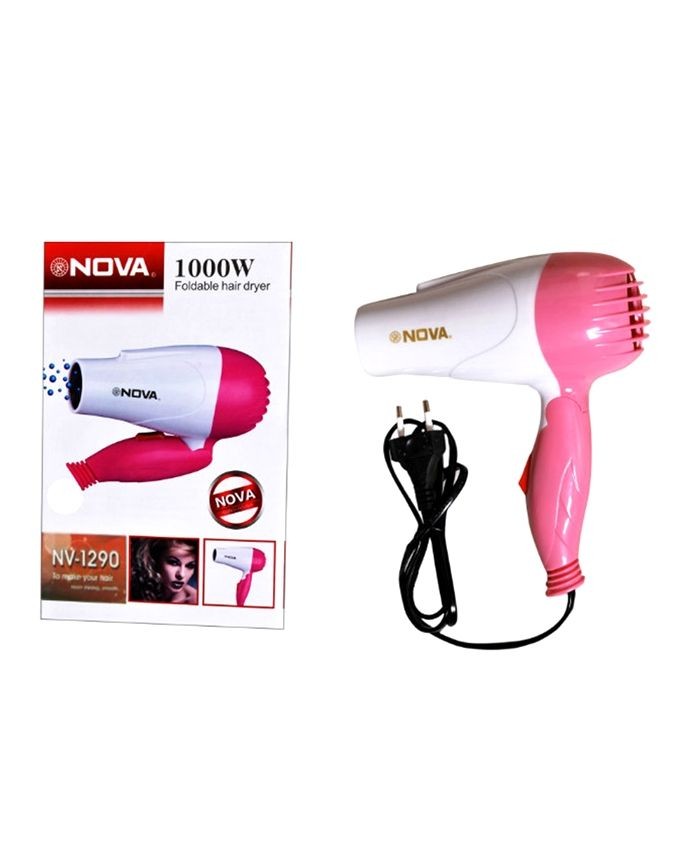 NOVA®
1000W
Foldable hair dryer
NOVA
NOVA
NV-1290
To make your hair
NOVA